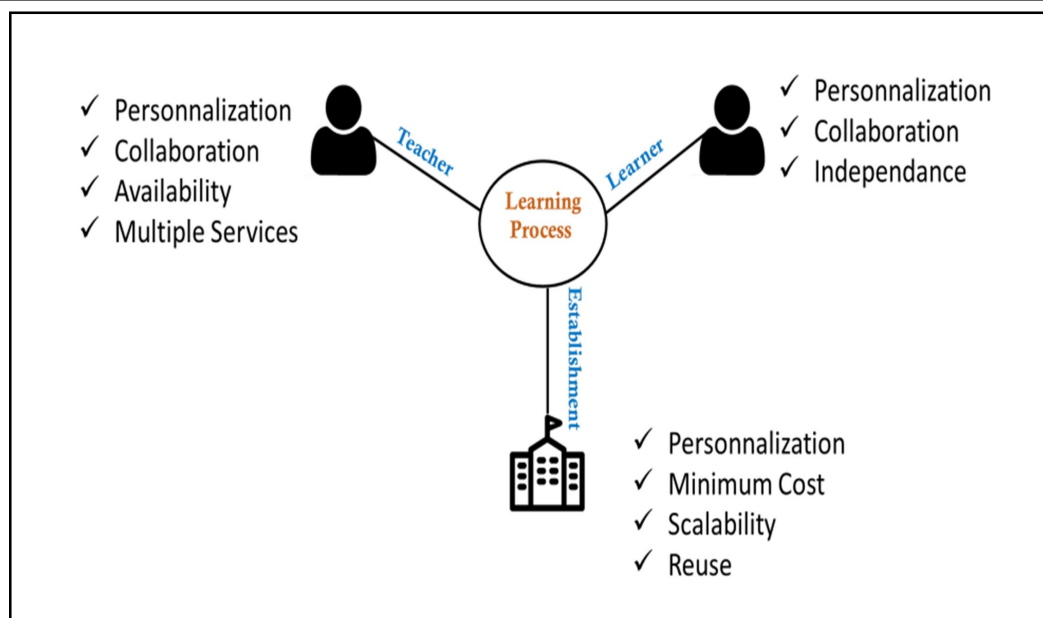 Personnalization
Collaboration
Availability
Multiple Services
Teacher
Learning
Process
Learner
Personnalization
Collaboration
Independance
Establishment
Personnalization
Minimum Cost
Scalability
Reuse